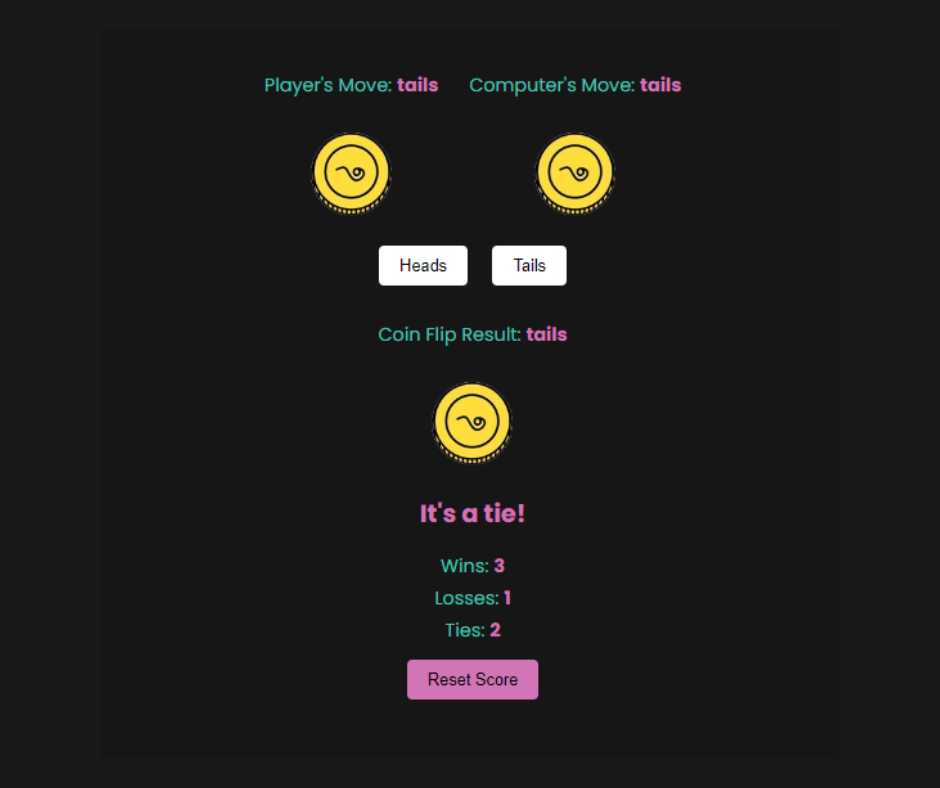 Player's Move: tails Computer's Move: tails
Heads Tails
Coin Flip Result: tails
It's a tie!
Wins: 3
Losses: 1
Ties: 2
Reset Score